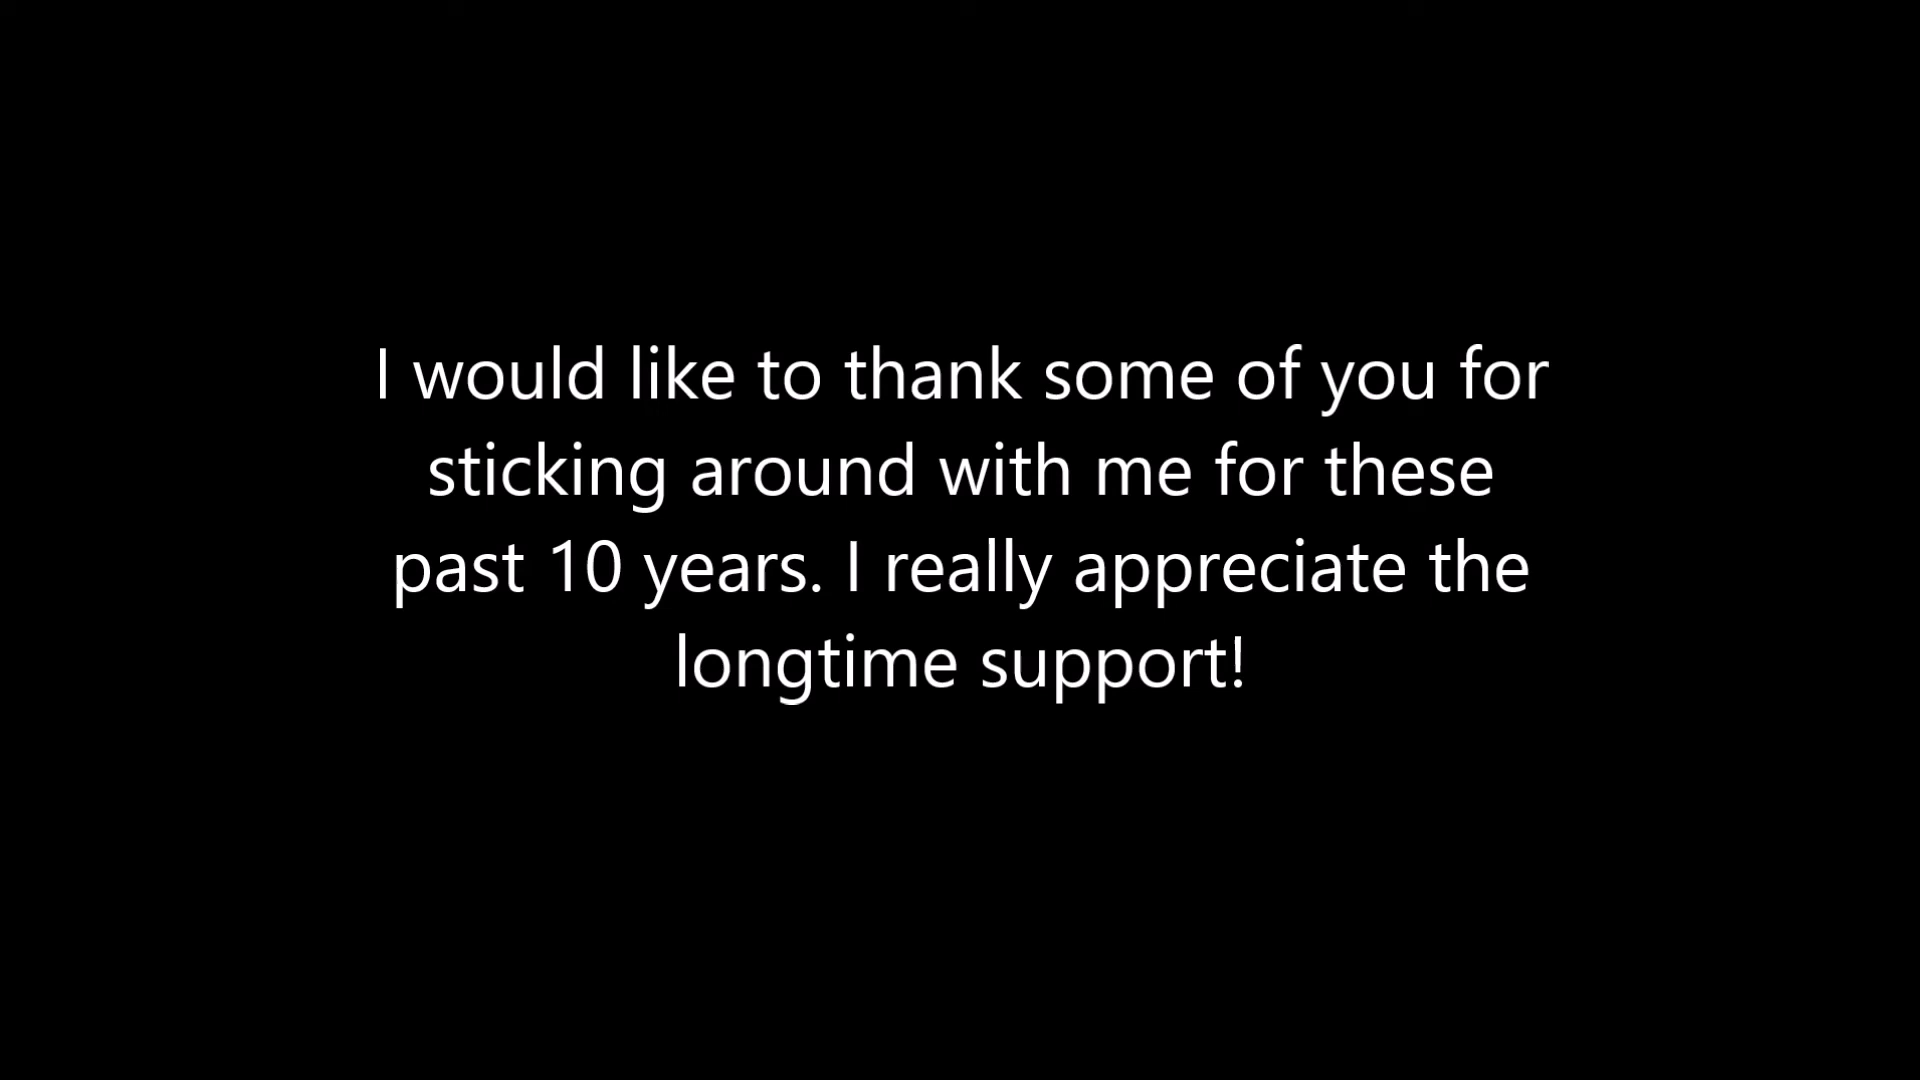 I would like to thank some of you for
sticking around with me for these
past 10 years. I really appreciate the
longtime support!